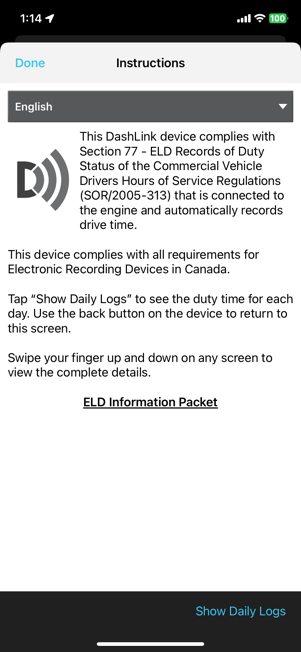 1:14
100
Done
Instructions
English
This DashLink device complies with
Section 77 - ELD Records of Duty
Status of the Commercial Vehicle
Drivers Hours of Service Regulations
(SOR/2005-313) that is connected to
the engine and automatically records
drive time.
This device complies with all requirements for
Electronic Recording Devices in Canada.
Tap “Show Daily Logs” to see the duty time for each
day. Use the back button on the device to return to
this screen.
Swipe your finger up and down on any screen to
view the complete details.
ELD Information Packet
Show Daily Logs